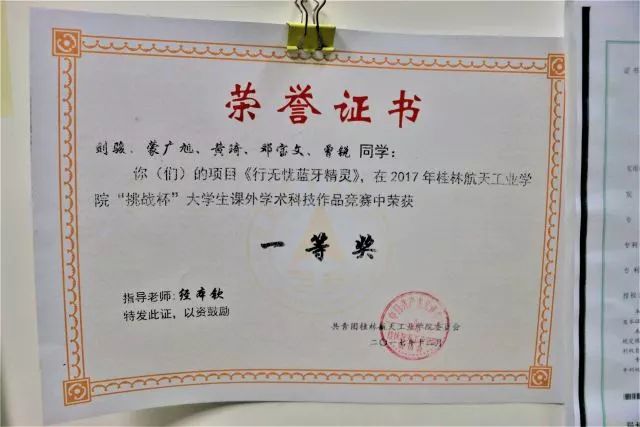 荣誉证书
刘骏、蒙广旭、黄琦、邓富文、曾锐 同学：
你（们）的项目《行无忧蓝牙精灵》，在2017年桂林航天工业学
院“挑战杯”大学生课外学术科技作品竞赛中荣获
一等奖
指导老师：经本钦
特发此证，以资鼓励
共青团桂林航天工业学院委员会
二〇一七年十二月